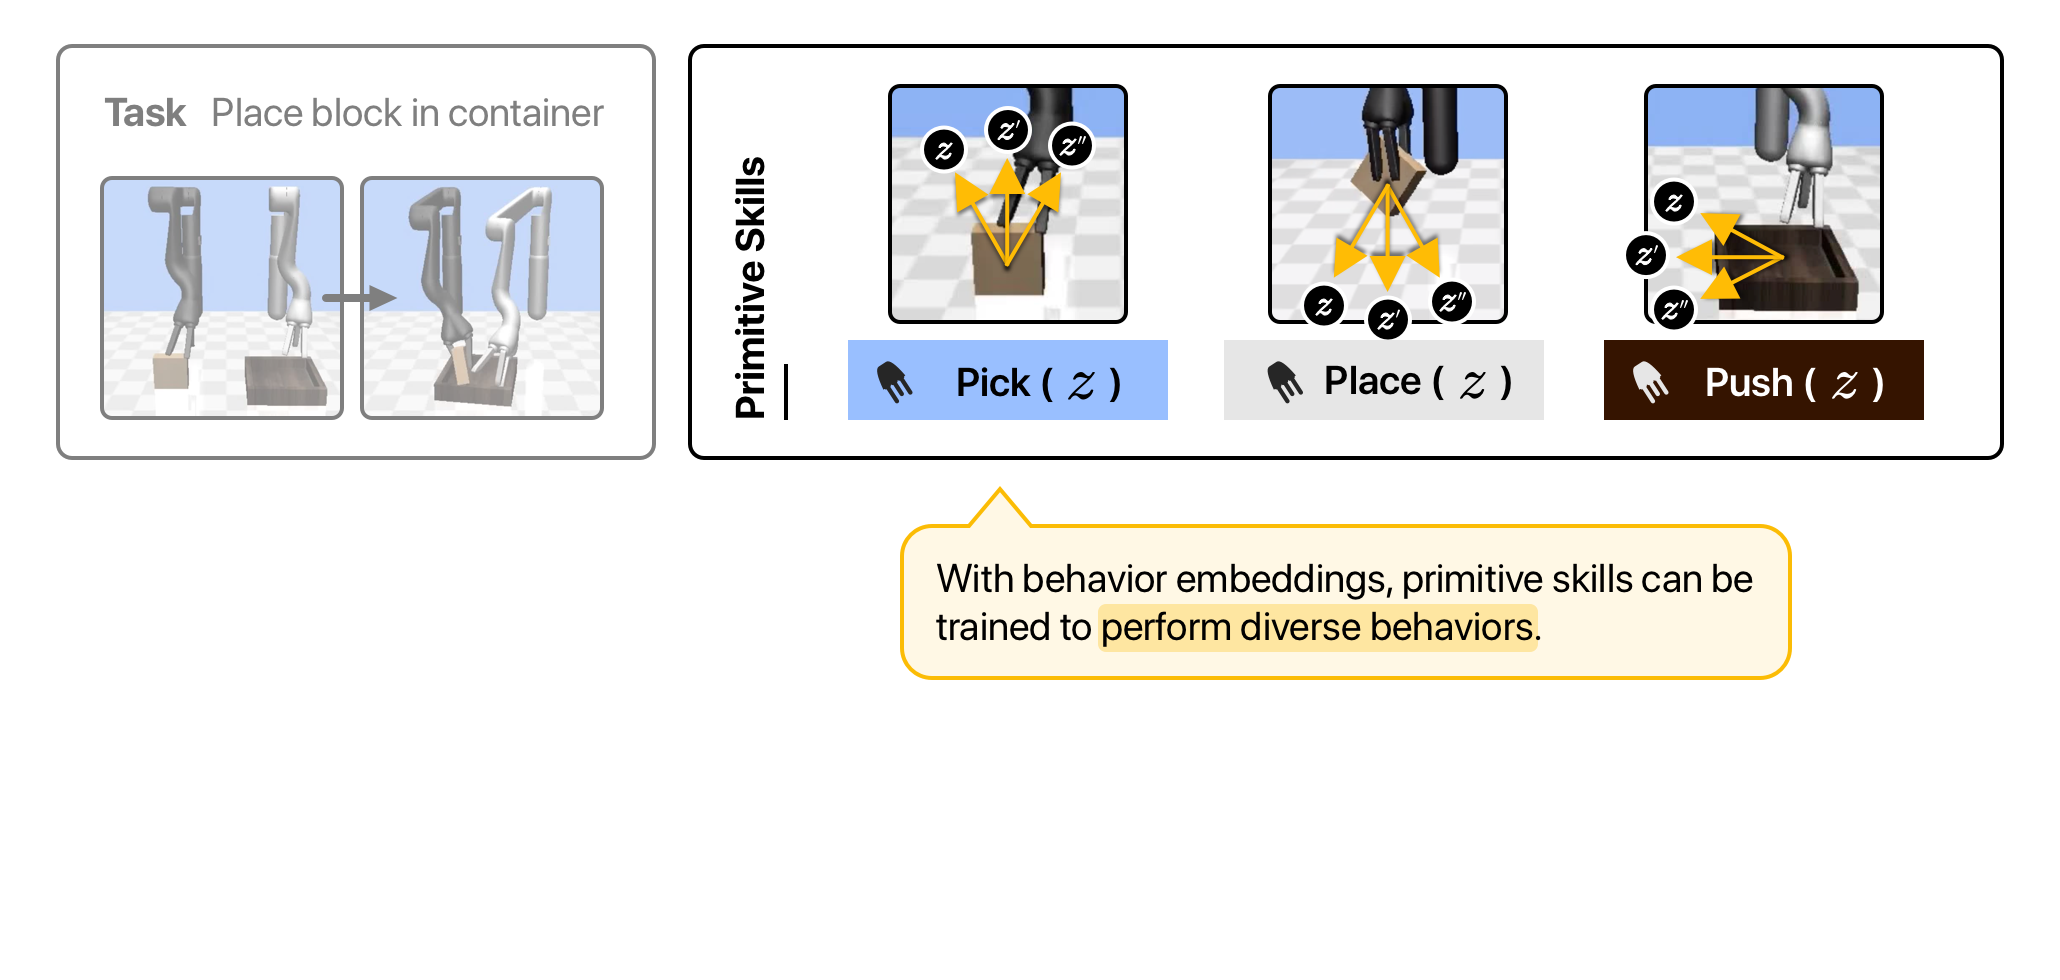 Task Place block in container
Primitive Skills
z z′ z″
z z′ z″
z z′ z″
Pick ( z )
Place ( z )
Push ( z )
With behavior embeddings, primitive skills can be
trained to perform diverse behaviors.